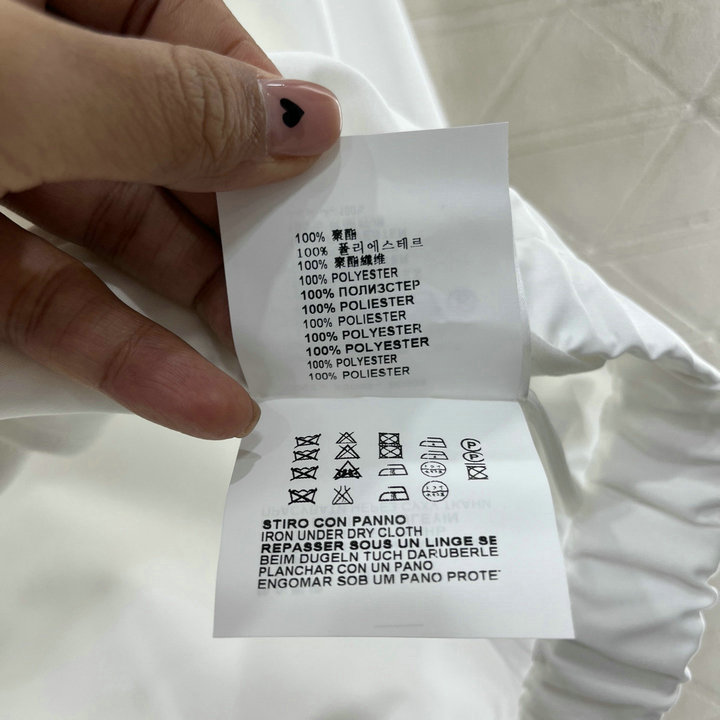 100% 聚酯
100% 폴리에스테르
100% 聚酯纖维
100% POLYESTER
100% ПОЛИЗСТЕР
100% POLIESTER
100% POLIESTER
100% POLYESTER
100% POLYESTER
100% POLYESTER
100% POLIESTER
STIRO CON PANNO
IRON UNDER DRY CLOTH
REPASSER SOUS UN LINGE SE
BEIM DUGELN TUCH DARUBERLE
PLANCHAR CON UN PANO
ENGOMAR SOB UM PANO PROTE